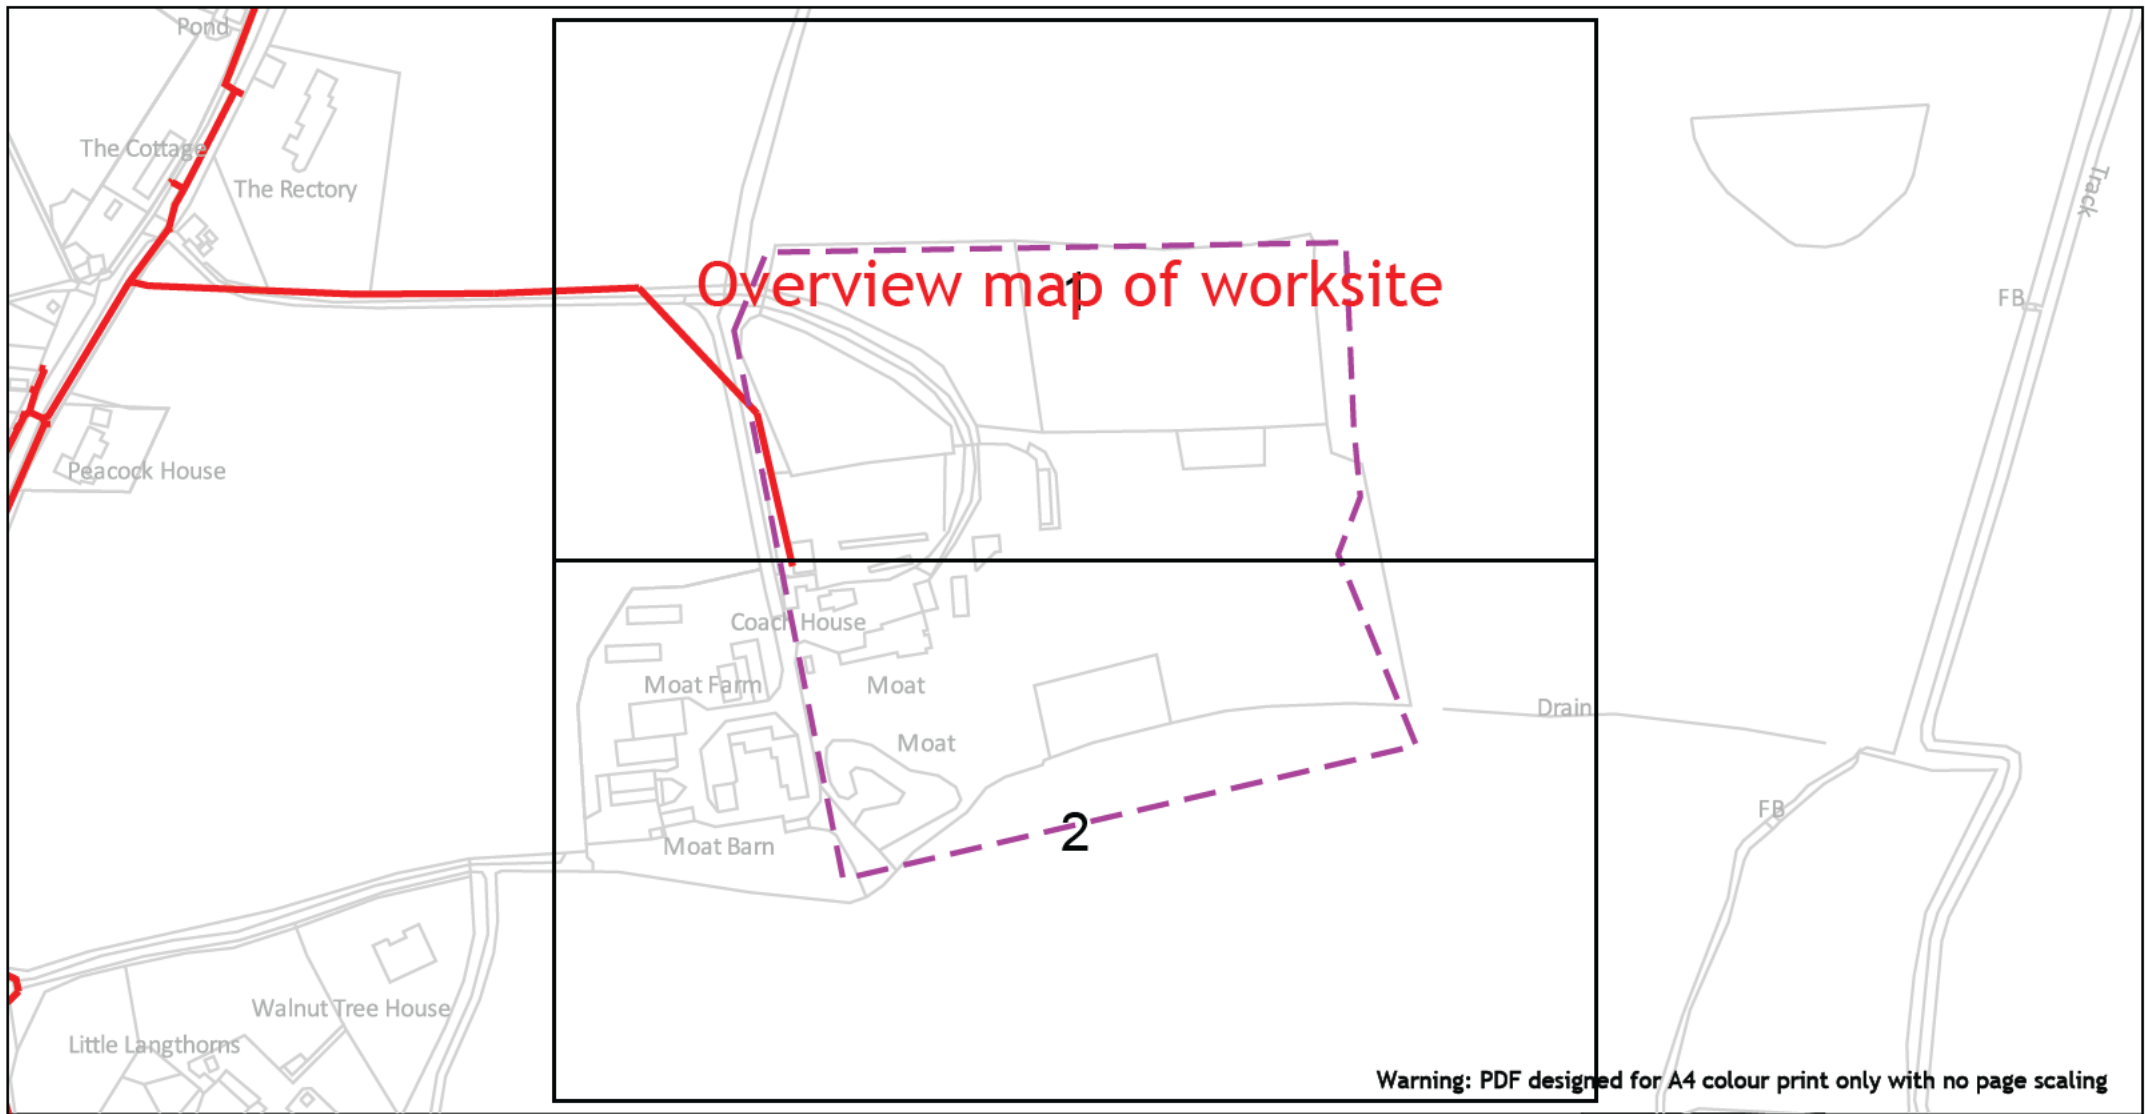 Pond
The Cottage
The Rectory
Track
Overview map of worksite
1
FB
Peacock House
Coach House
Moat Farm
Moat
Drain
Moat
FB
2
Moat Barn
Walnut Tree House
Little Langthorns
Warning: PDF designed for A4 colour print only with no page scaling